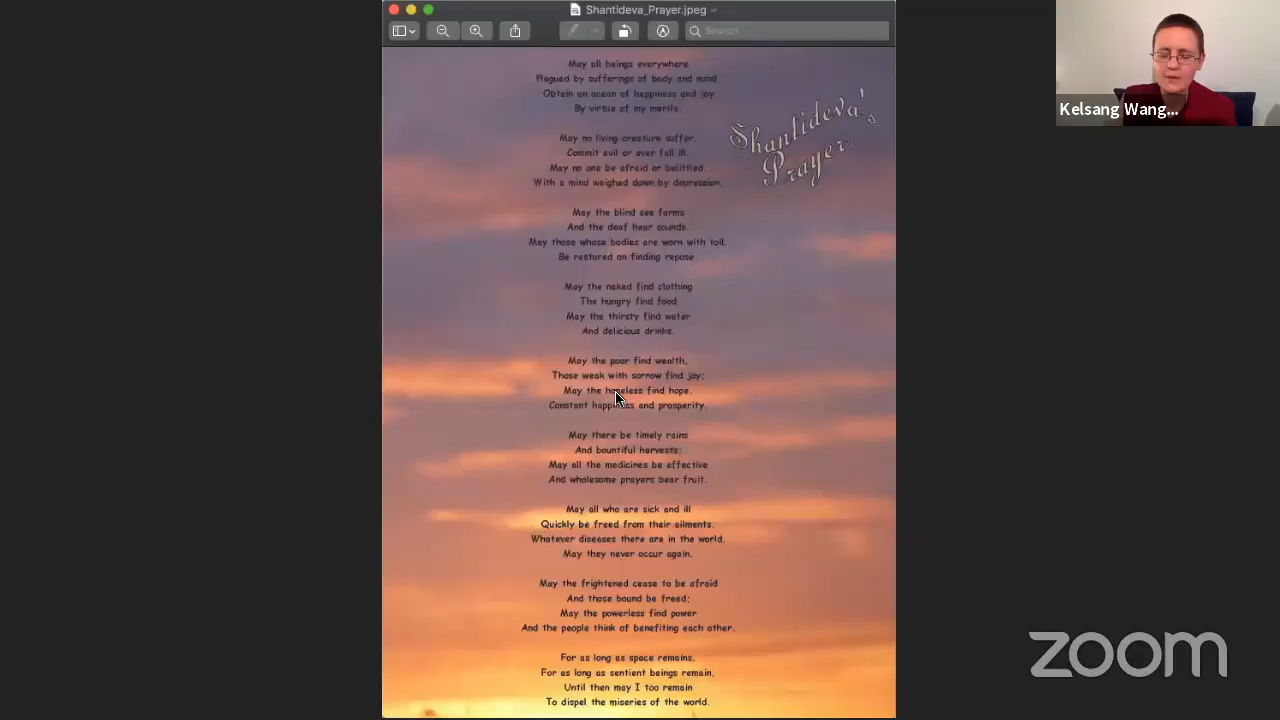 Shantideva_Prayer.jpeg
Search
May all beings everywhere
Plagued by sufferings of body and mind
Obtain an ocean of happiness and joy
By virtue of my merits.
May no living creature suffer,
Commit evil or ever fall ill.
May no one be afraid or belittled,
With a mind weighed down by depression.
May the blind see forms
And the deaf hear sounds.
May those whose bodies are worn with toil,
Be restored on finding repose.
May the naked find clothing
The hungry find food
May the thirsty find water
And delicious drinks.
May the poor find wealth,
Those weak with sorrow find joy;
May the hopeless find hope,
Constant happiness and prosperity.
May there be timely rains
And bountiful harvests;
May all the medicines be effective
And wholesome prayers bear fruit.
May all who are sick and ill
Quickly be freed from their ailments.
Whatever diseases there are in the world,
May they never occur again.
May the frightened cease to be afraid
And those bound be freed;
May the powerless find power
And the people think of benefiting each other.
For as long as space remains,
For as long as sentient beings remain,
Until then may I too remain
To dispel the miseries of the world.
Shantideva's
Prayer
Kelsang Wang...
zoom